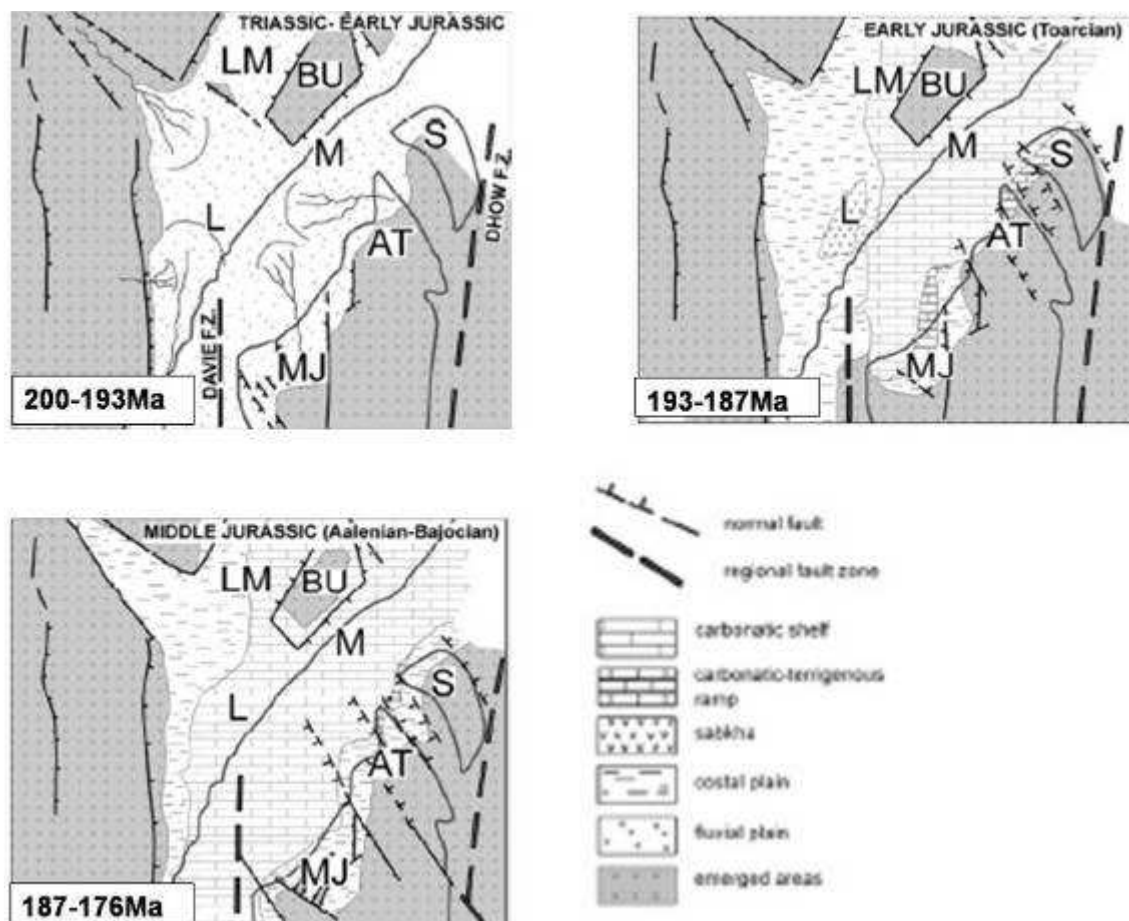 TRIASSIC- EARLY JURASSIC
LM
BU
M
S
L
AT
DHOW F.Z.
DAVIE F.Z.
MJ
200-193Ma
EARLY JURASSIC (Toarcian)
LM
BU
M
S
L
AT
MJ
193-187Ma
MIDDLE JURASSIC (Aalenian-Bajocian)
LM
BU
M
S
L
AT
MJ
187-176Ma
normal fault
regional fault zone
carbonatic shelf
carbonatic-terrigenous
ramp
sabkha
costal plain
fluvial plain
emerged areas